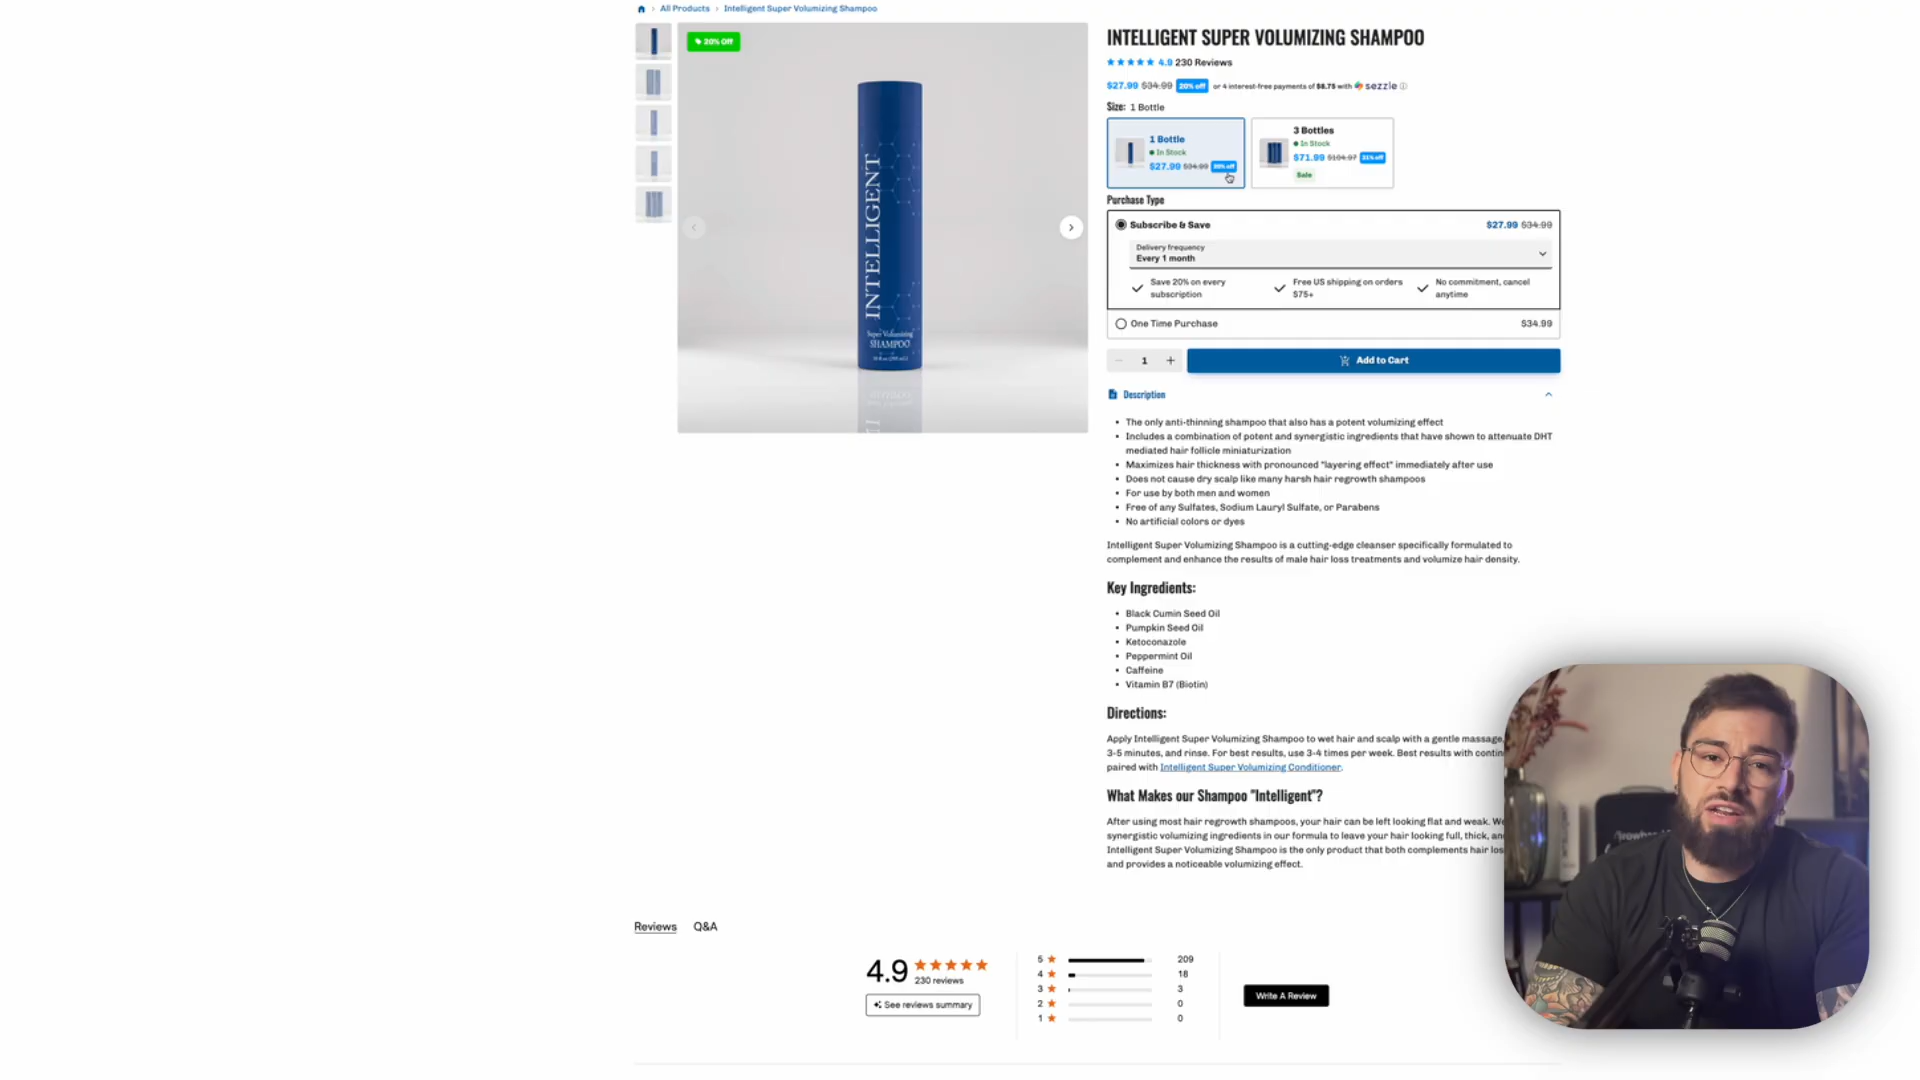 All Products
Intelligent Super Volumizing Shampoo
20% Off
INTELLIGENT
Super Volumizing
SHAMPOO
INTELLIGENT SUPER VOLUMIZING SHAMPOO
4.9 230 Reviews
$27.99 $34.99 20% off or 4 interest-free payments of $8.75 with sezzle
Size: 1 Bottle
1 Bottle
In Stock
$27.99 $34.99 20% off
3 Bottles
In Stock
$71.99 $104.97 31% off
Sale
Purchase Type
Subscribe & Save $27.99 $34.99
Delivery frequency
Every 1 month
Save 20% on every
subscription
Free US shipping on orders
$75+
No commitment, cancel
anytime
One Time Purchase $34.99
1
Add to Cart
Description
The only anti-thinning shampoo that also has a potent volumizing effect
Includes a combination of potent and synergistic ingredients that have shown to attenuate DHT
mediated hair follicle miniaturization
Maximizes hair thickness with pronounced "layering effect" immediately after use
Does not cause dry scalp like many harsh hair regrowth shampoos
For use by both men and women
Free of any Sulfates, Sodium Lauryl Sulfate, or Parabens
No artificial colors or dyes
Intelligent Super Volumizing Shampoo is a cutting-edge cleanser specifically formulated to
complement and enhance the results of male hair loss treatments and volumize hair density.
Key Ingredients:
Black Cumin Seed Oil
Pumpkin Seed Oil
Ketoconazole
Peppermint Oil
Caffeine
Vitamin B7 (Biotin)
Directions:
Apply Intelligent Super Volumizing Shampoo to wet hair and scalp with a gentle massage,
3-5 minutes, and rinse. For best results, use 3-4 times per week. Best results with contin
paired with Intelligent Super Volumizing Conditioner.
What Makes our Shampoo "Intelligent"?
After using most hair regrowth shampoos, your hair can be left looking flat and weak. We
synergistic volumizing ingredients in our formula to leave your hair looking full, thick, an
Intelligent Super Volumizing Shampoo is the only product that both complements hair los
and provides a noticeable volumizing effect.
Reviews Q&A
4.9
230 reviews
See reviews summary
5 209
4 18
3 3
2 0
1 0
Write A Review